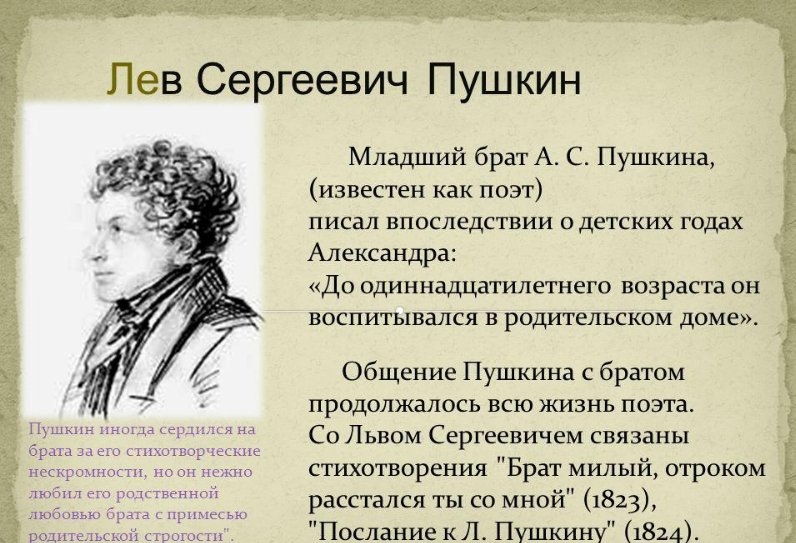 Лев Сергеевич Пушкин
Младший брат А. С. Пушкина,
(известен как поэт)
писал впоследствии о детских годах
Александра:
«До одиннадцатилетнего возраста он
воспитывался в родительском доме».
Общение Пушкина с братом
продолжалось всю жизнь поэта.
Со Львом Сергеевичем связаны
стихотворения "Брат милый, отроком
расстался ты со мной" (1823),
"Послание к Л. Пушкину" (1824).
Пушкин иногда сердился на
брата за его стихотворческие
нескромности, но он нежно
любил его родственной
любовью брата с примесью
родительской строгости".